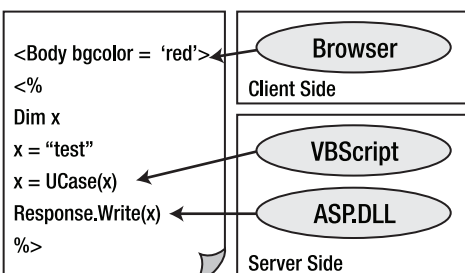 <Body bgcolor = 'red'>
<%
Dim x
x = “test”
x = UCase(x)
Response.Write(x)
%>
Browser
Client Side
VBScript
ASP.DLL
Server Side